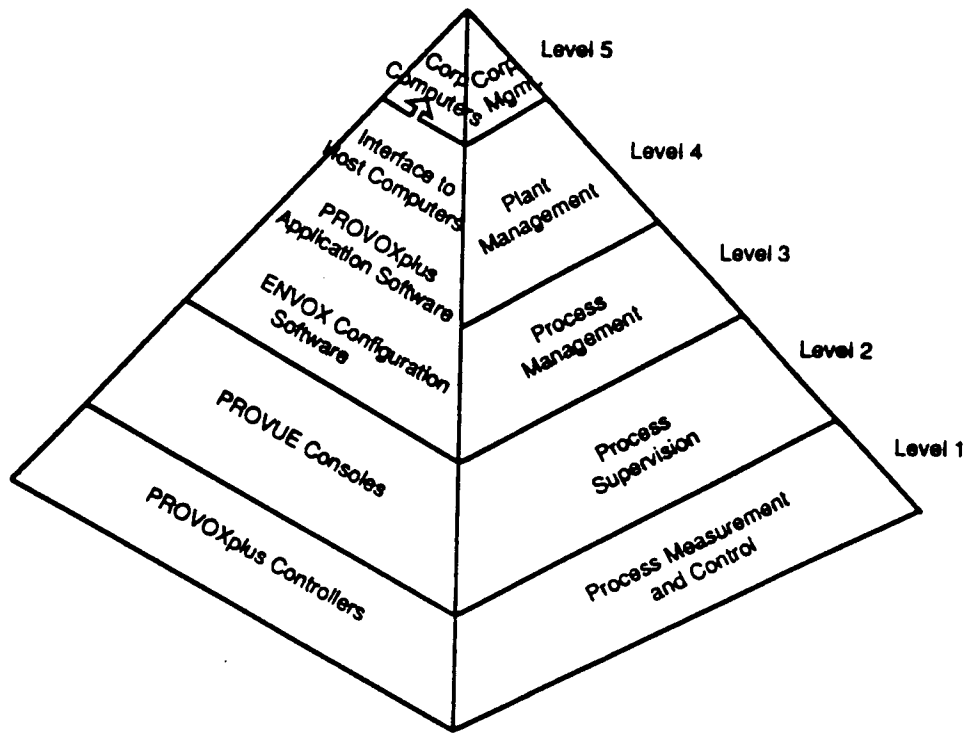 Level 5
Corp
Computers
Corp
Mgm.
Level 4
Interface to
Host Computers
PROVOXplus
Application Software
ENVOX Configuration
Software
Plant
Management
Level 3
Process
Management
Level 2
PROVUE Consoles
Process
Supervision
Level 1
PROVOXplus Controllers
Process Measurement
and Control